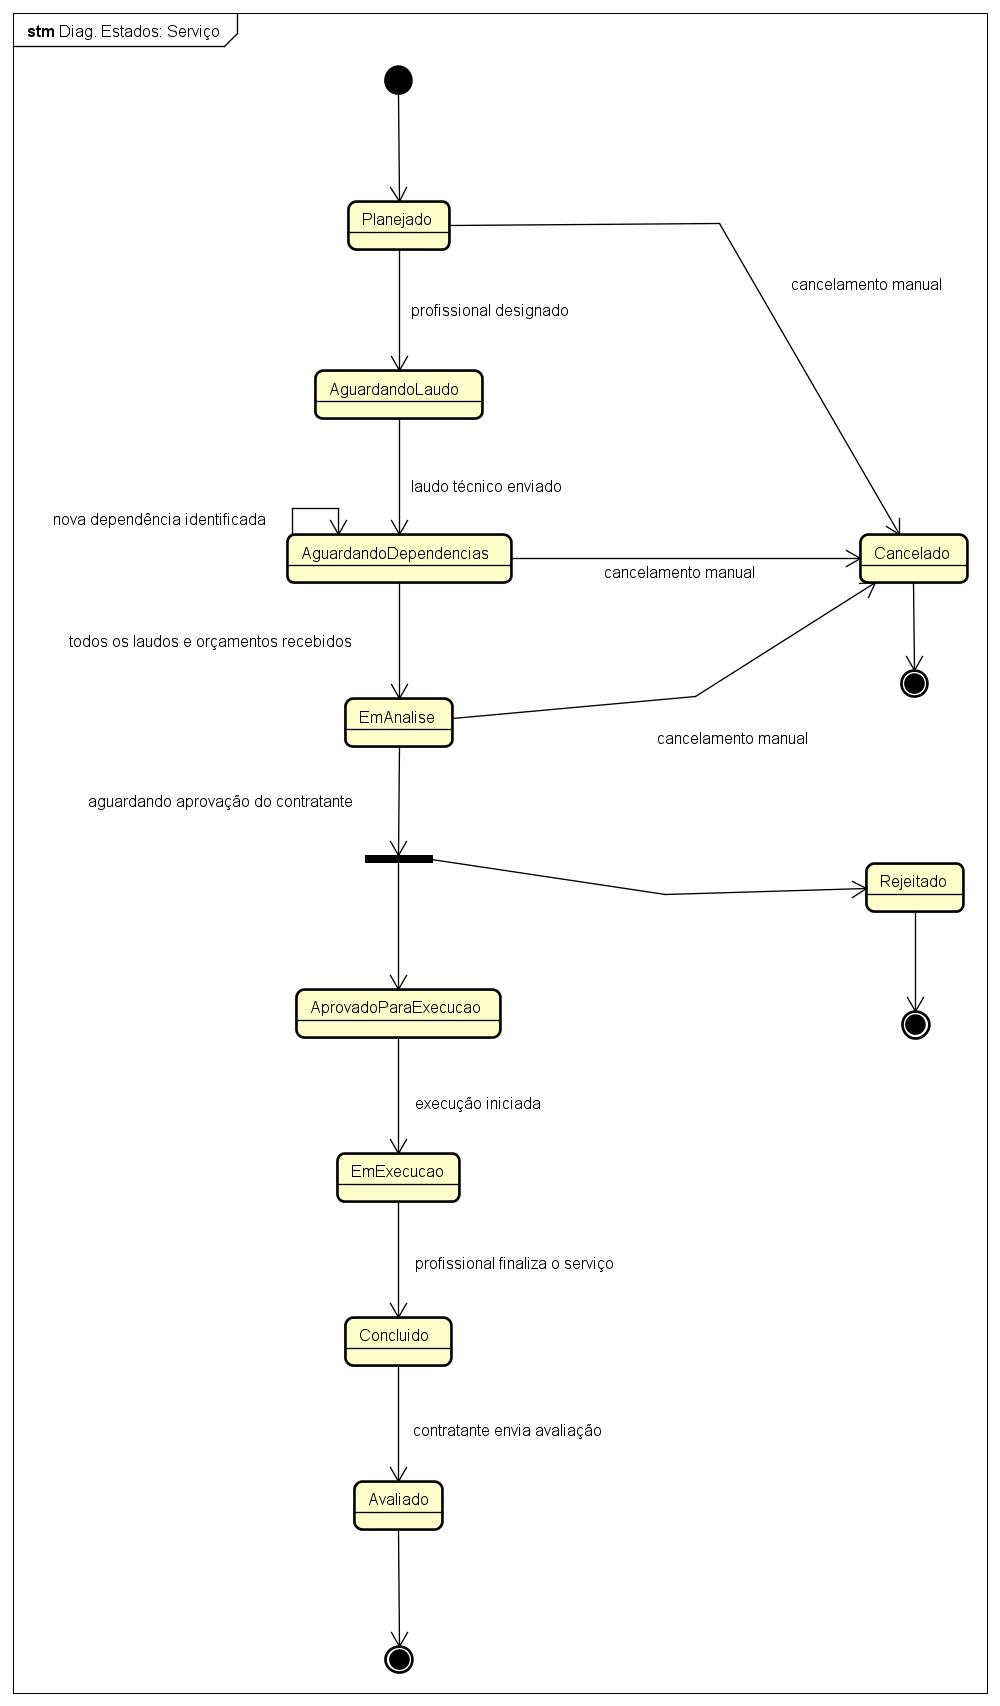 stm Diag. Estados: Serviço
Planejado
cancelamento manual
profissional designado
AguardandoLaudo
laudo técnico enviado
nova dependência identificada
AguardandoDependencias
Cancelado
cancelamento manual
todos os laudos e orçamentos recebidos
EmAnalise
cancelamento manual
aguardando aprovação do contratante
Rejeitado
AprovadoParaExecucao
execução iniciada
EmExecucao
profissional finaliza o serviço
Concluido
contratante envia avaliação
Avaliado